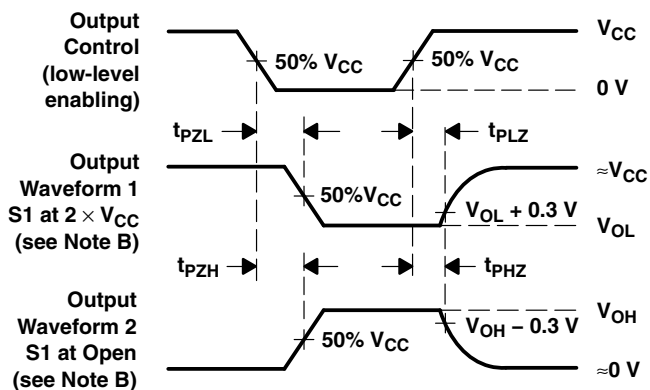 Output
Control
(low-level
enabling)
50% VCC
50% VCC
VCC
0 V
tPZL
tPLZ
Output
Waveform 1
S1 at 2 × VCC
(see Note B)
50%VCC
VOL + 0.3 V
≈VCC
VOL
tPZH
tPHZ
Output
Waveform 2
S1 at Open
(see Note B)
50% VCC
VOH − 0.3 V
VOH
≈0 V